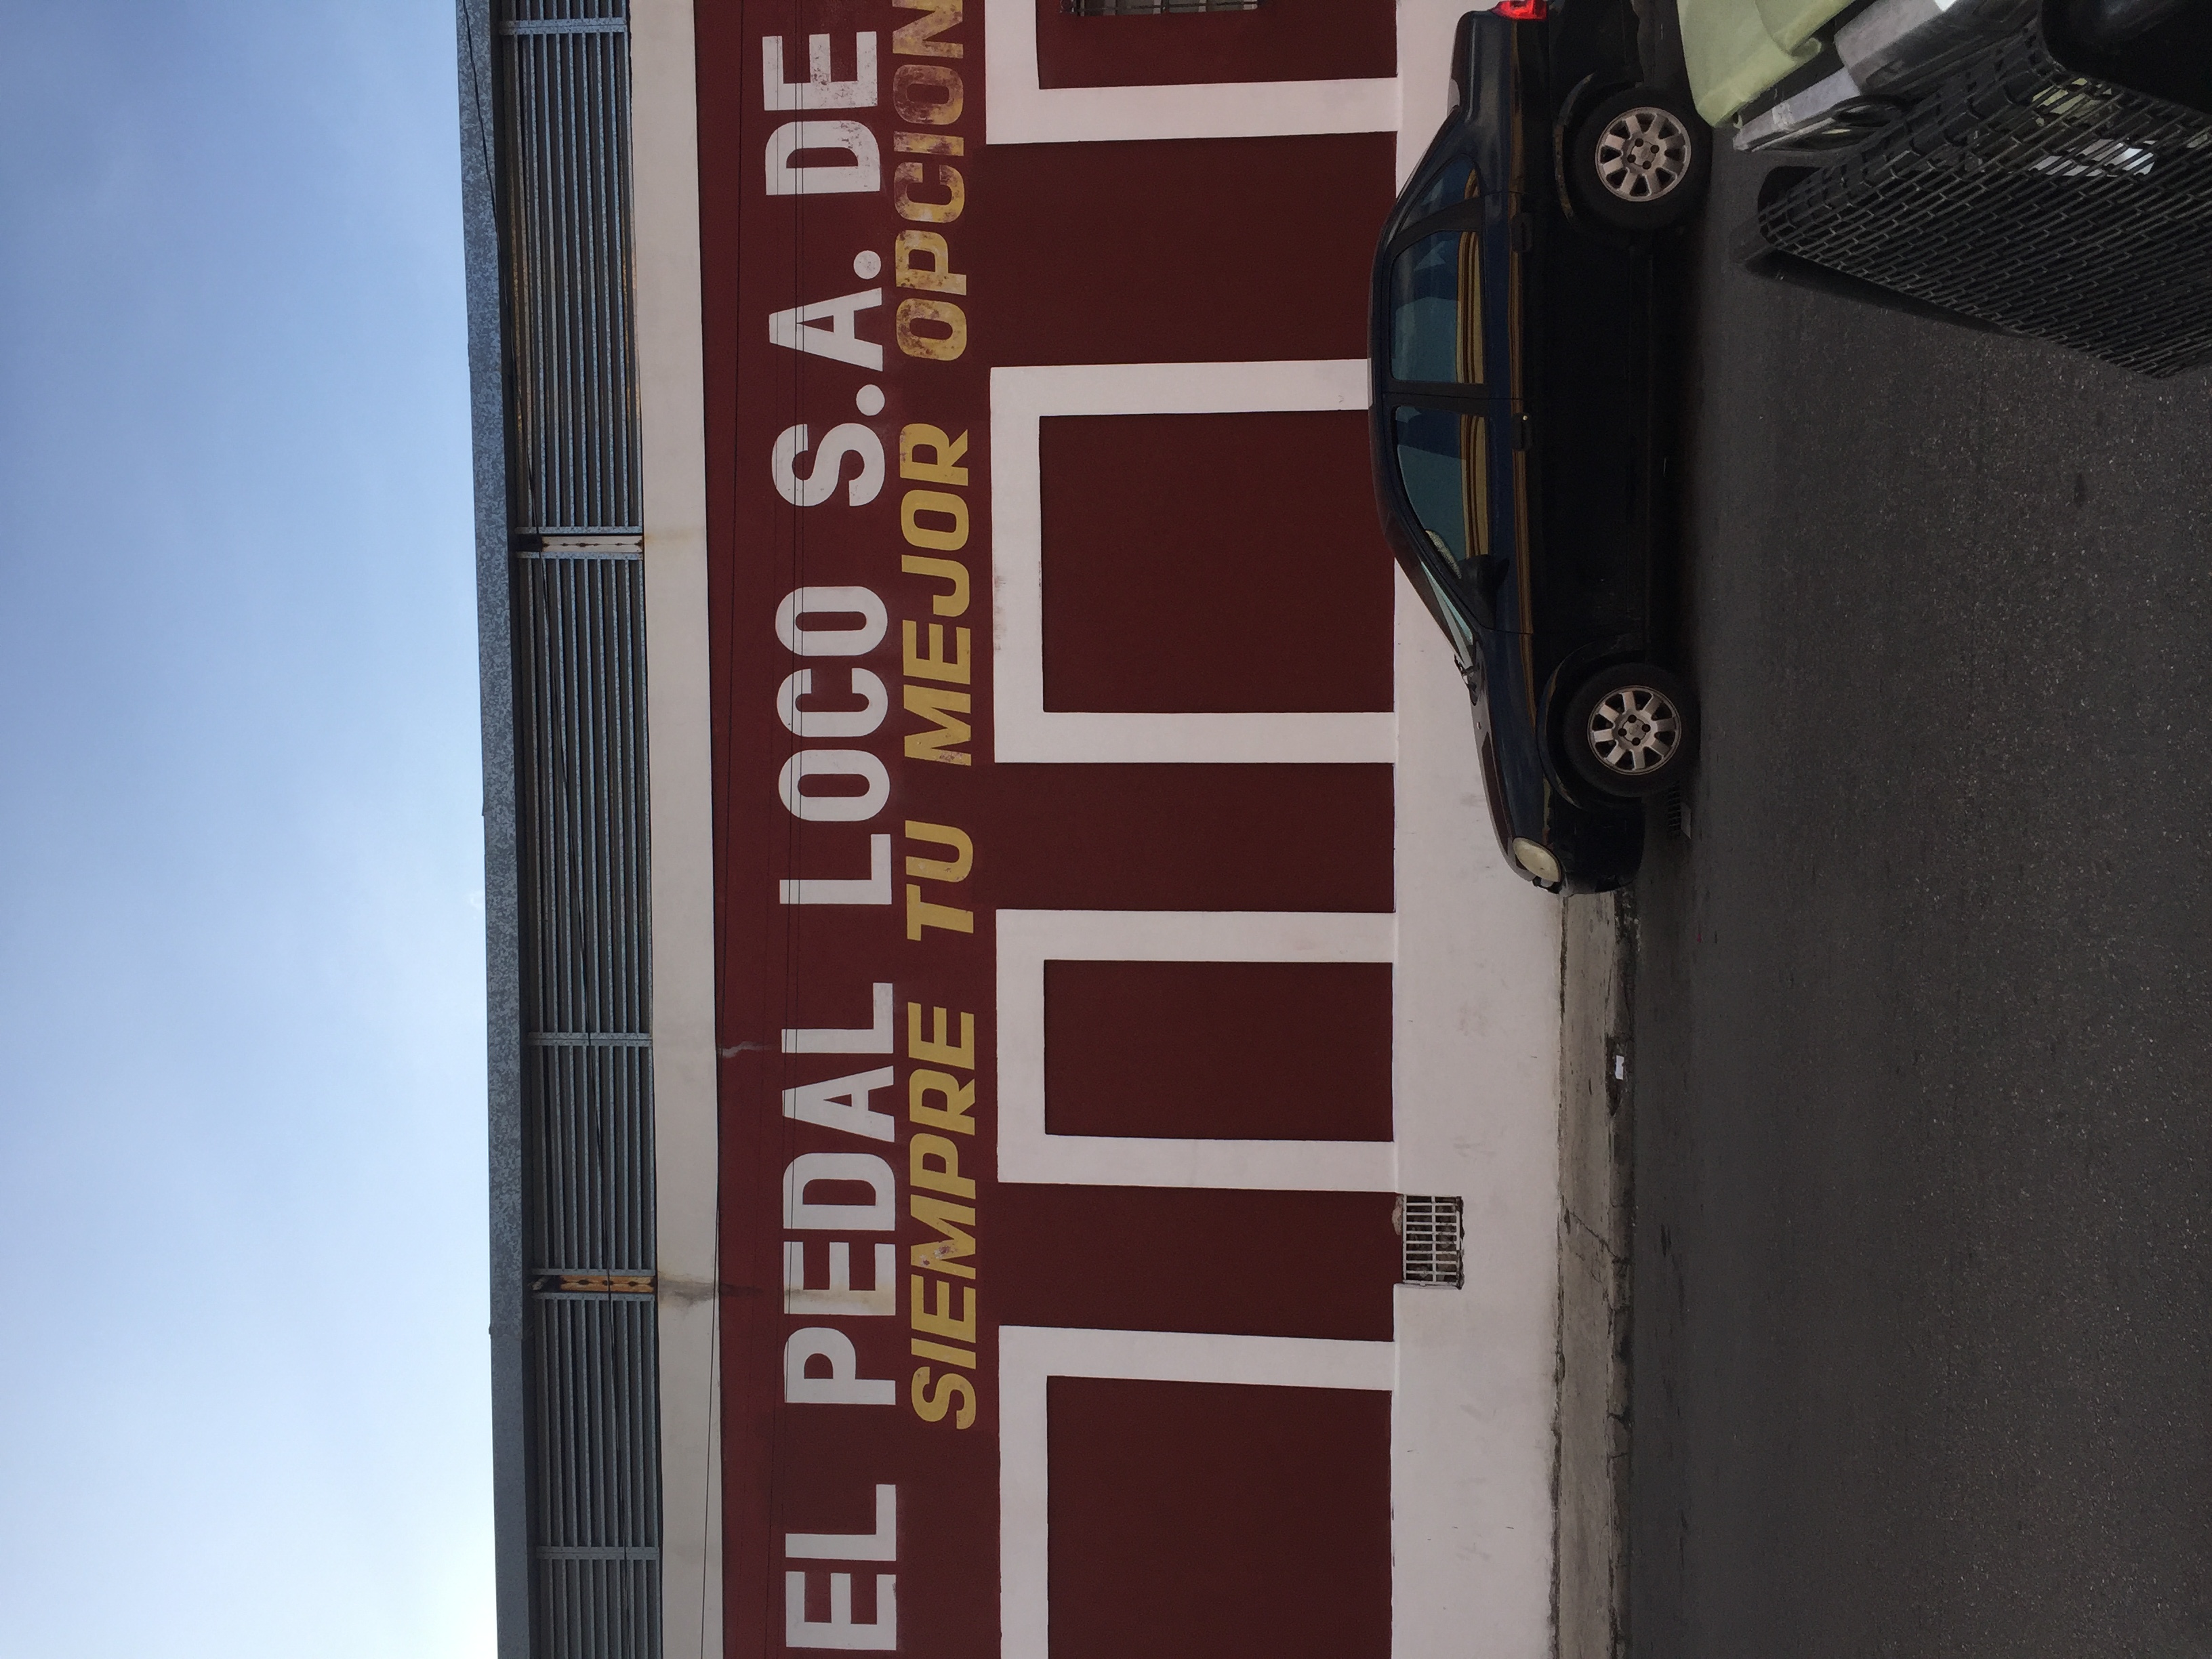 EL PEDAL LOCO S.A. DE
SIEMPRE TU MEJOR OPCION